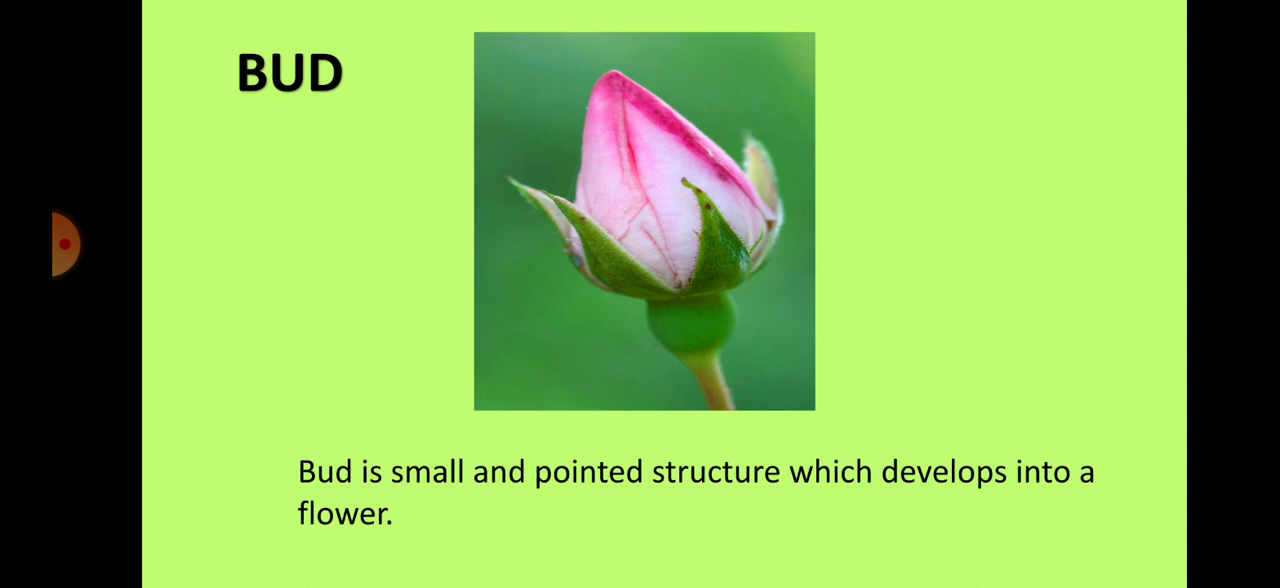 BUD
Bud is small and pointed structure which develops into a
flower.